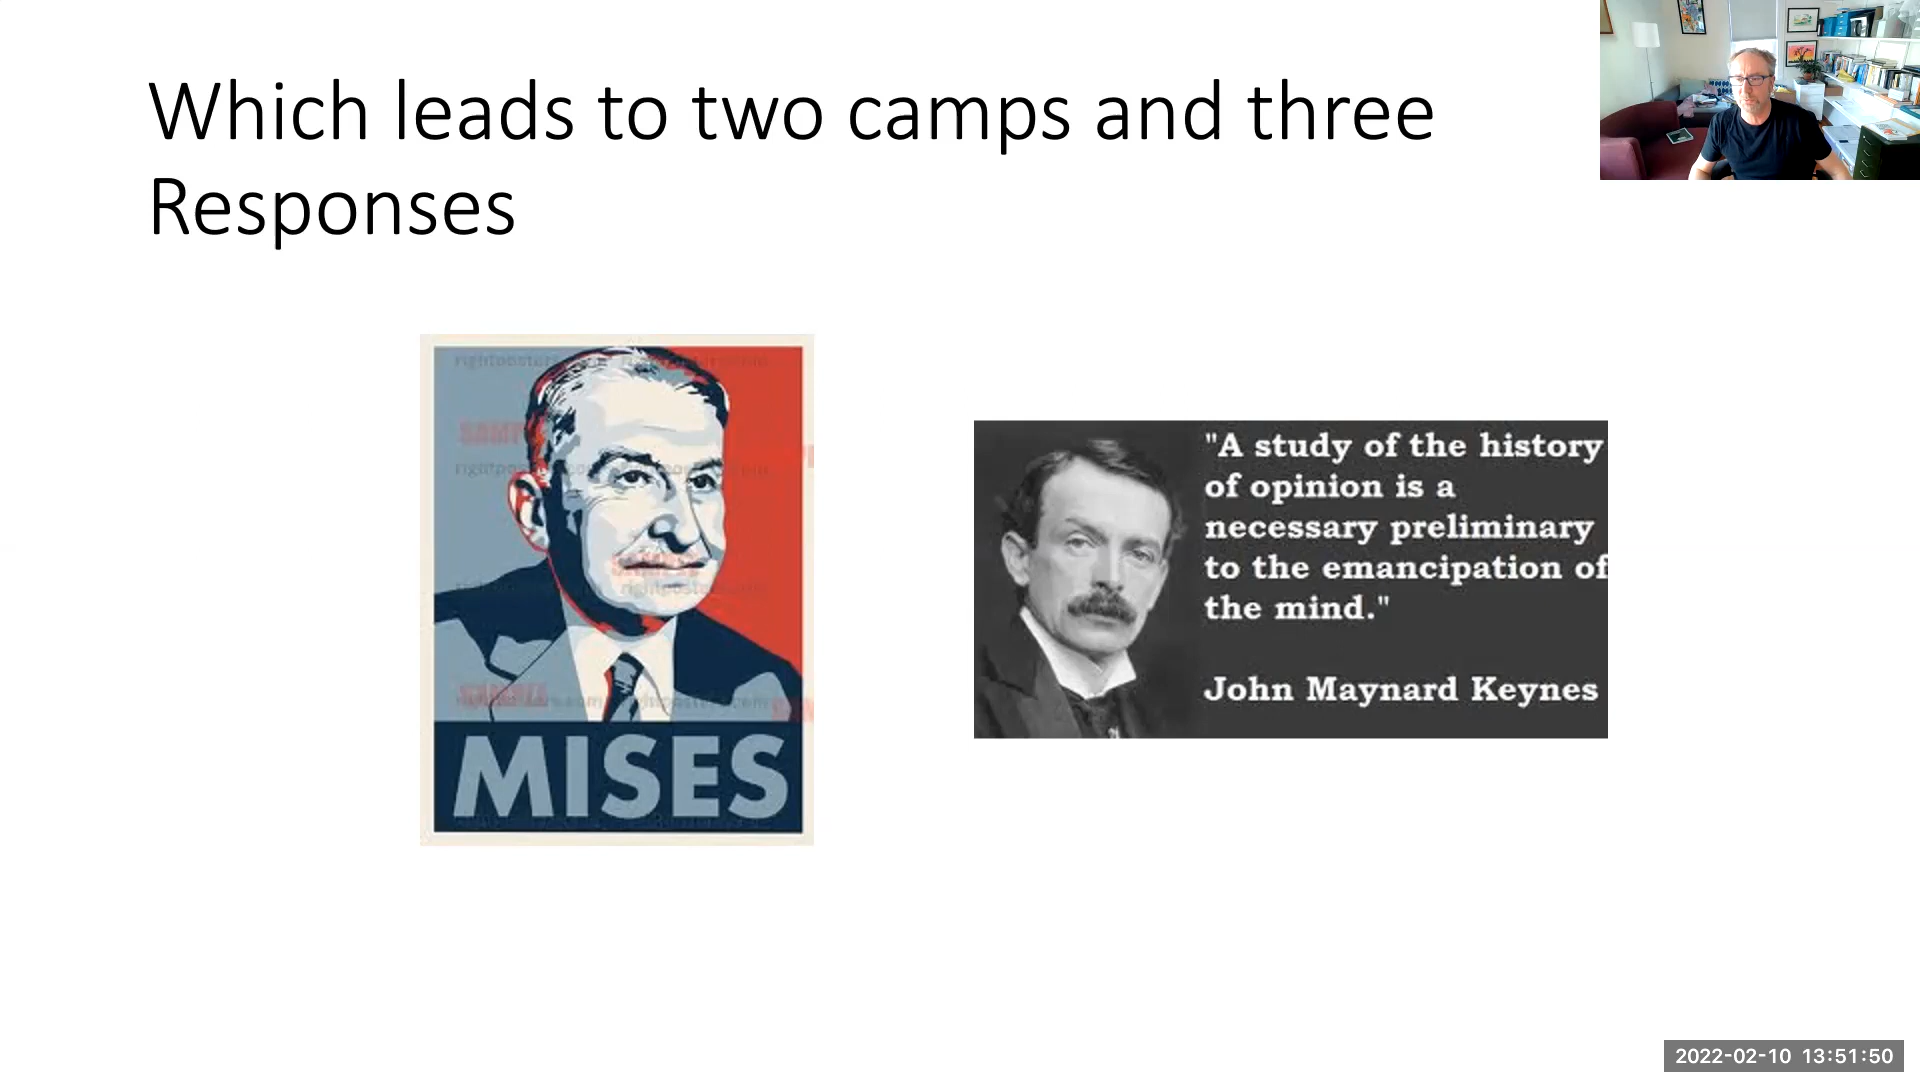 Which leads to two camps and three
Responses
"A study of the history
of opinion is a
necessary preliminary
to the emancipation of
the mind."
John Maynard Keynes
MISES
2022-02-10 13:51:50